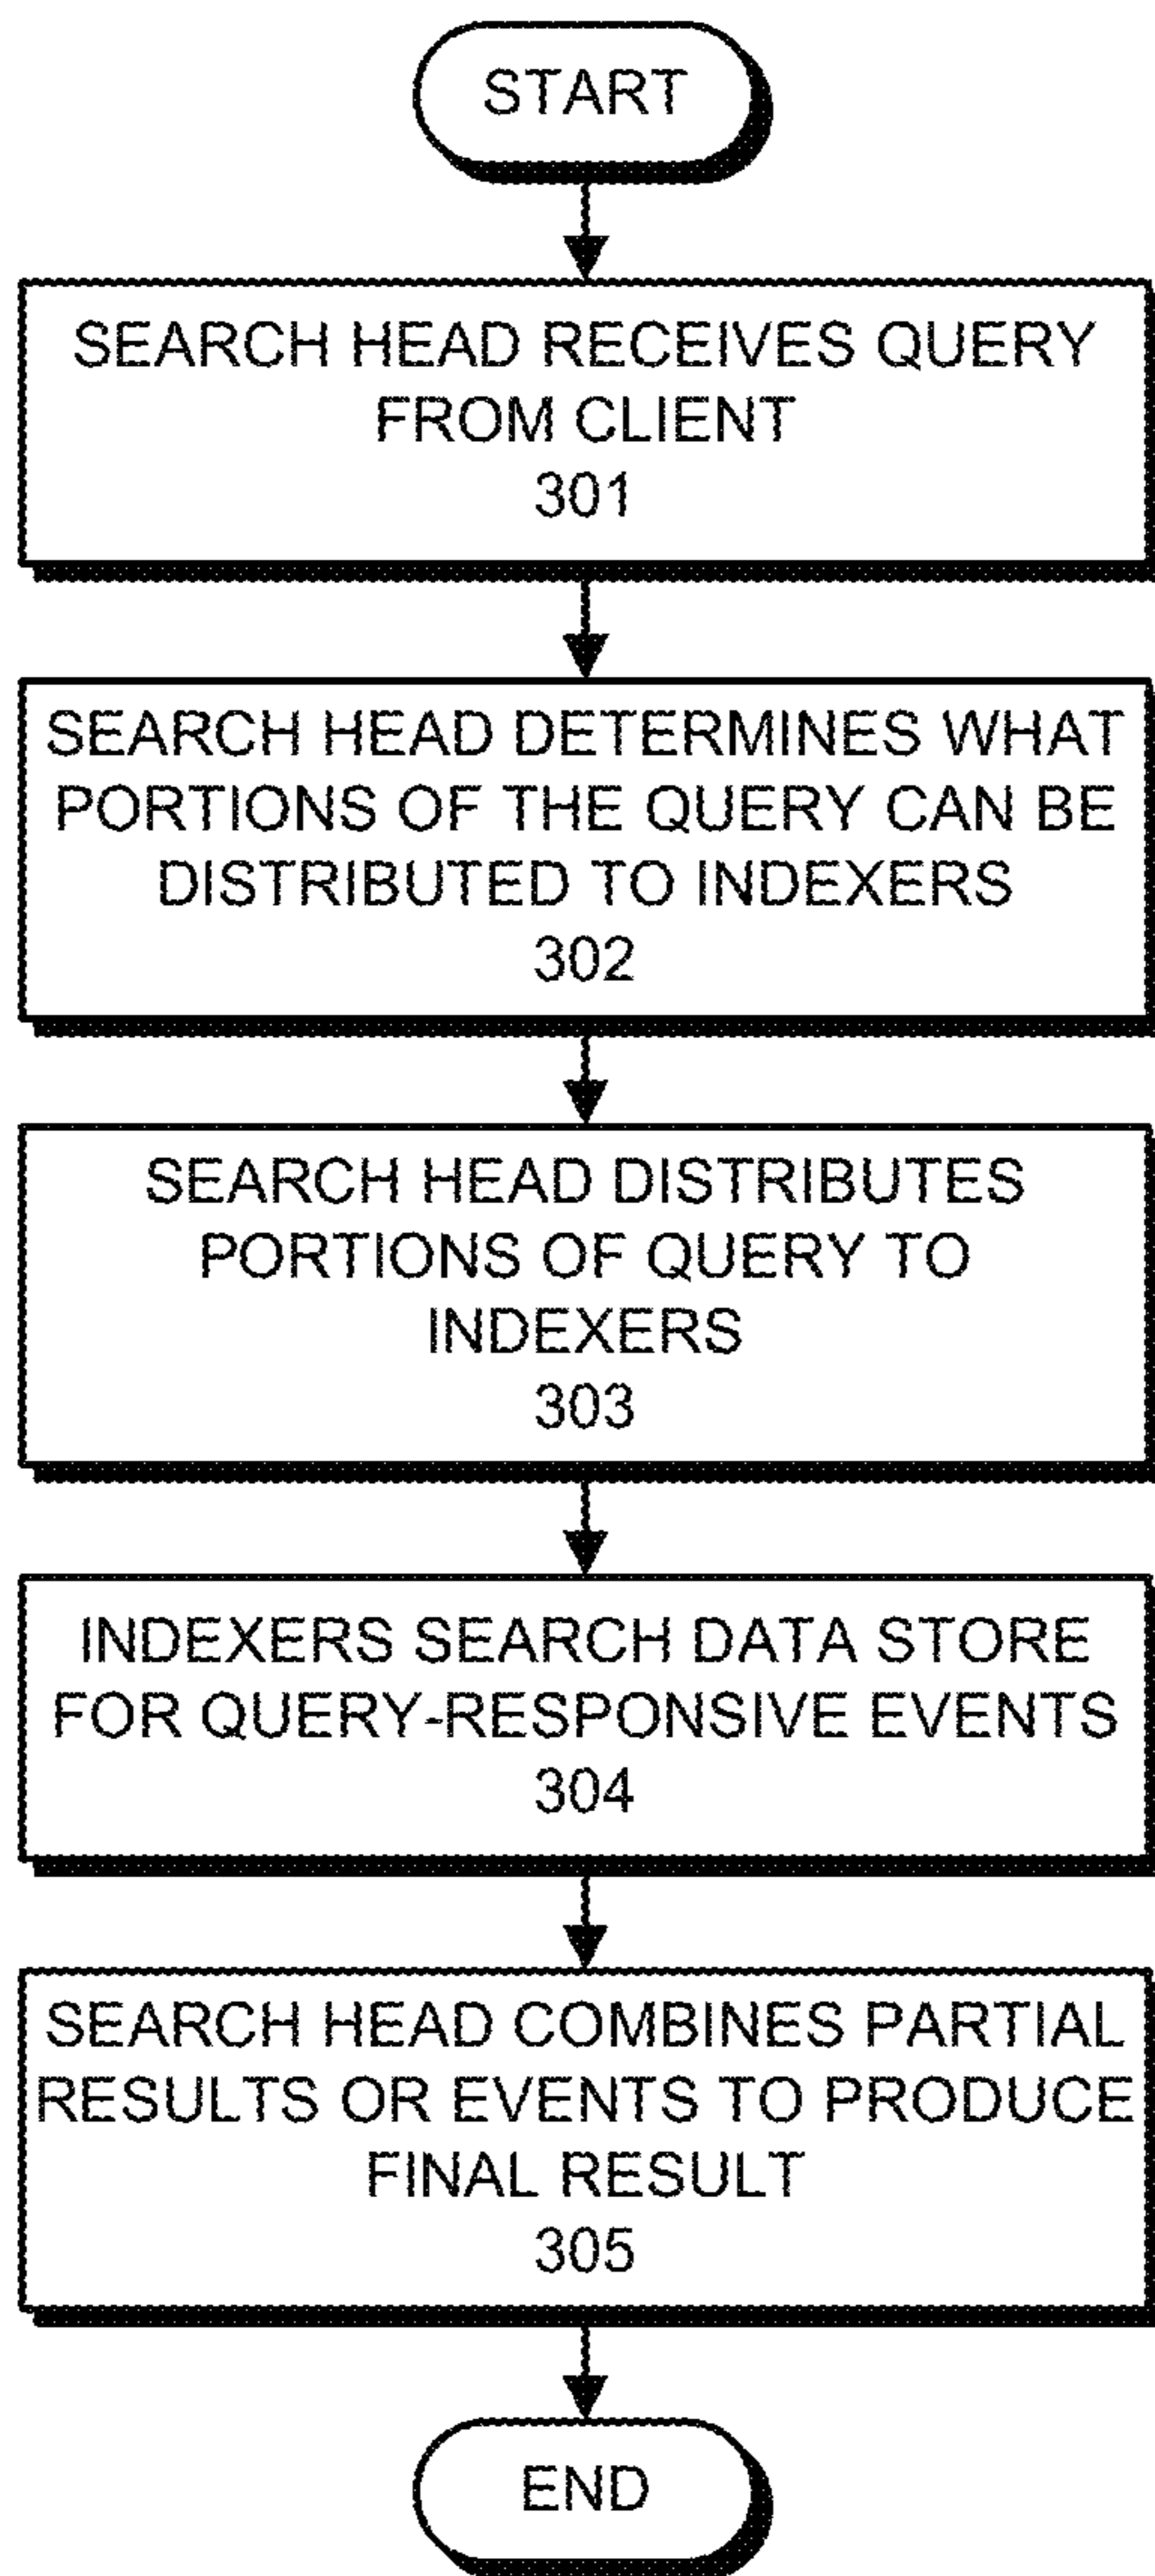 START
SEARCH HEAD RECEIVES QUERY
FROM CLIENT
301
SEARCH HEAD DETERMINES WHAT
PORTIONS OF THE QUERY CAN BE
DISTRIBUTED TO INDEXERS
302
SEARCH HEAD DISTRIBUTES
PORTIONS OF QUERY TO
INDEXERS
303
INDEXERS SEARCH DATA STORE
FOR QUERY-RESPONSIVE EVENTS
304
SEARCH HEAD COMBINES PARTIAL
RESULTS OR EVENTS TO PRODUCE
FINAL RESULT
305
END